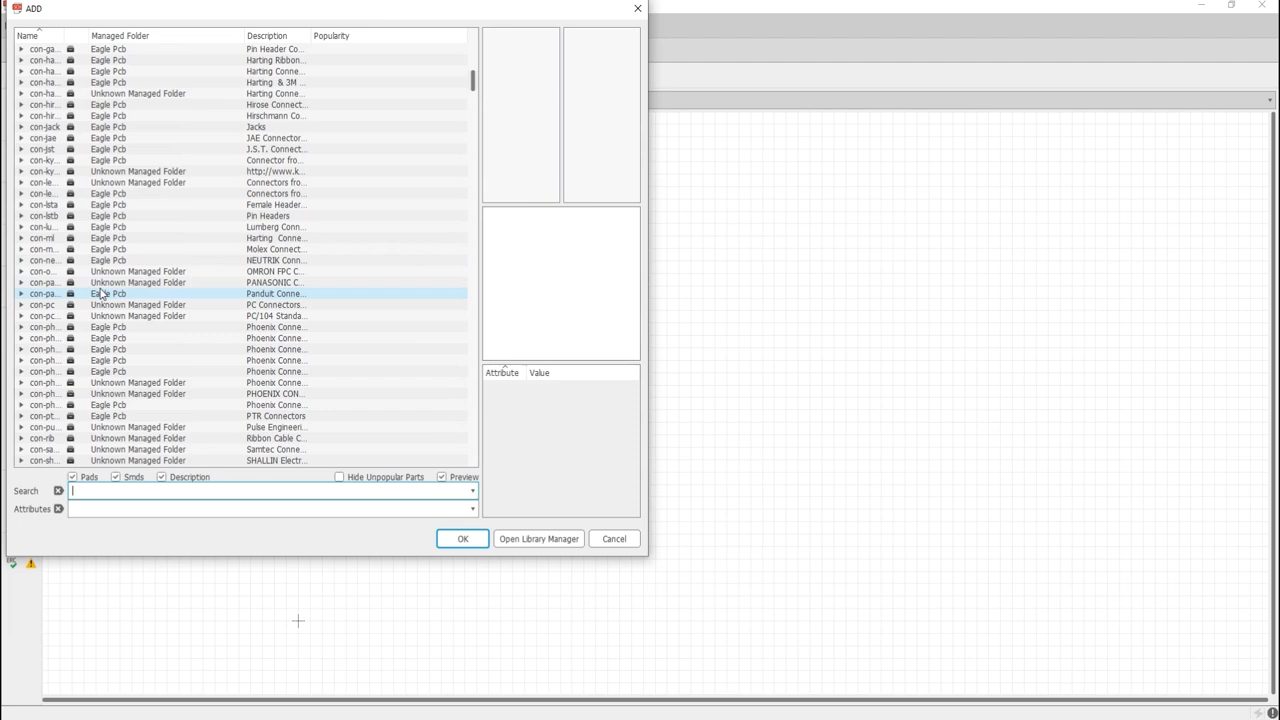 ADD
Name Managed Folder Description Popularity
con-ga... Eagle Pcb Pin Header Co...
con-ha... Eagle Pcb Harting Ribbon...
con-ha... Eagle Pcb Harting Conne...
con-ha... Eagle Pcb Harting & 3M ...
con-ha... Unknown Managed Folder Harting Conne...
con-hir... Eagle Pcb Hirose Connect...
con-hir... Eagle Pcb Hirschmann Co...
con-jack Eagle Pcb Jacks
con-jae Eagle Pcb JAE Connector...
con-jst Eagle Pcb J.S.T. Connect...
con-ky... Eagle Pcb Connector fro...
con-ky... Unknown Managed Folder http://www.k...
con-le... Unknown Managed Folder Connectors fro...
con-le... Eagle Pcb Connectors fro...
con-lsta Eagle Pcb Female Header...
con-lstb Eagle Pcb Pin Headers
con-lu... Eagle Pcb Lumberg Conn...
con-ml Eagle Pcb Harting Conne...
con-m... Eagle Pcb Molex Connect...
con-ne... Eagle Pcb NEUTRIK Conn...
con-o... Unknown Managed Folder OMRON FPC C...
con-pa... Unknown Managed Folder PANASONIC C...
con-pa... Eagle Pcb Panduit Conne...
con-pc Unknown Managed Folder PC Connectors...
con-pc... Unknown Managed Folder PC/104 Standa...
con-ph... Eagle Pcb Phoenix Conne...
con-ph... Eagle Pcb Phoenix Conne...
con-ph... Eagle Pcb Phoenix Conne...
con-ph... Eagle Pcb Phoenix Conne...
con-ph... Eagle Pcb Phoenix Conne...
con-ph... Unknown Managed Folder Phoenix Conne...
con-ph... Unknown Managed Folder PHOENIX CON...
con-ph... Eagle Pcb Phoenix Conne...
con-pt... Eagle Pcb PTR Connectors
con-pu... Unknown Managed Folder Pulse Engineeri...
con-rib Unknown Managed Folder Ribbon Cable C...
con-sa... Unknown Managed Folder Samtec Conne...
con-sh... Unknown Managed Folder SHALLIN Electr...
Attribute Value
Pads Smds Description Hide Unpopular Parts Preview
Search
Attributes
OK Open Library Manager Cancel